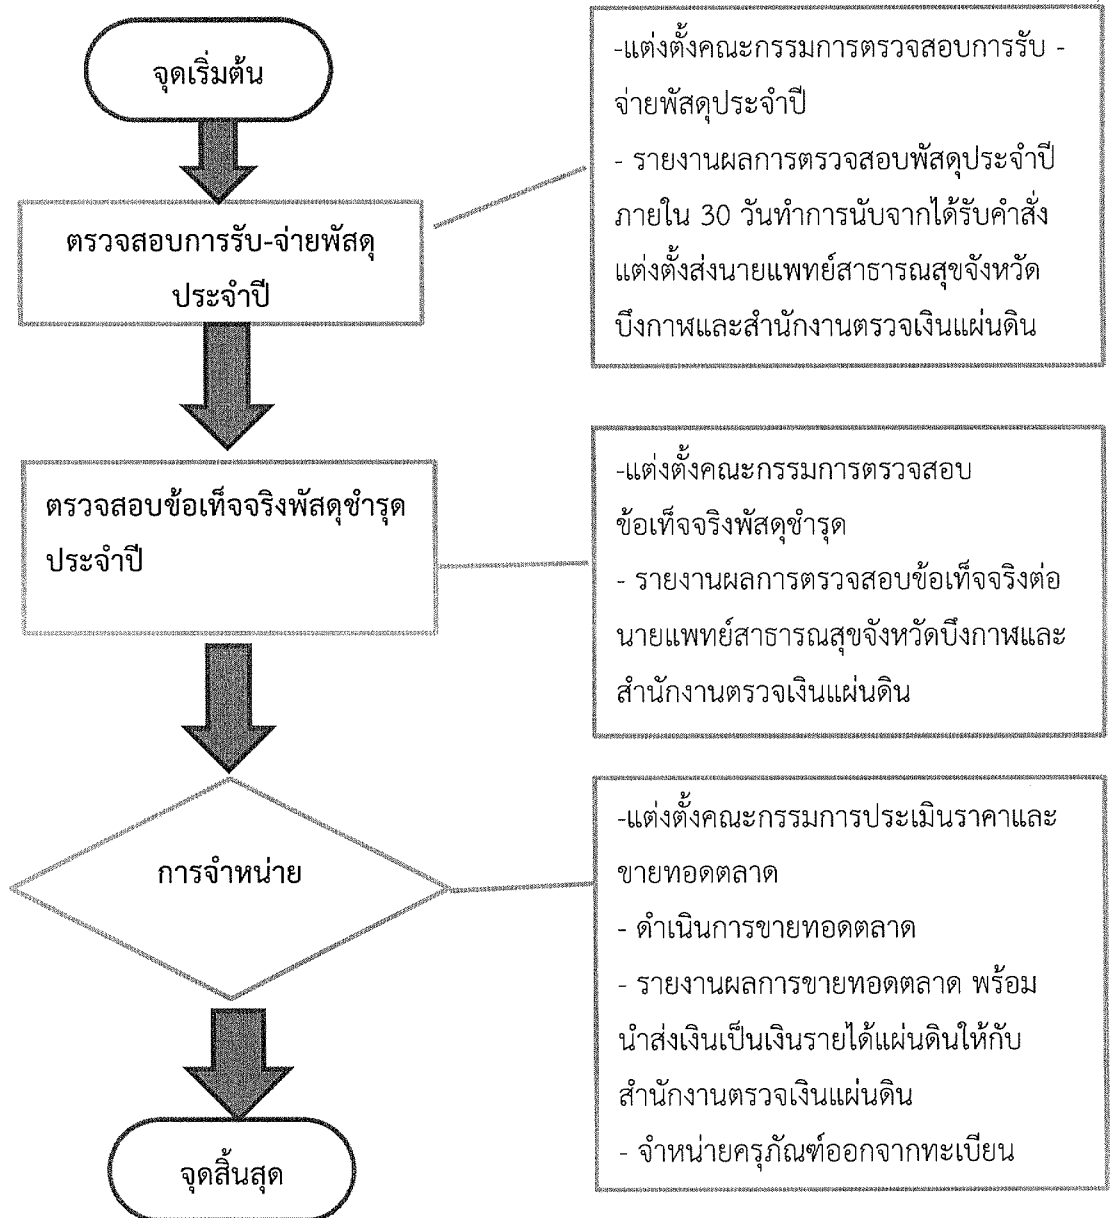 จุดเริ่มต้น
-แต่งตั้งคณะกรรมการตรวจสอบการรับ -
จ่ายพัสดุประจำปี
- รายงานผลการตรวจสอบพัสดุประจำปี
ภายใน 30 วันทำการนับจากได้รับคำสั่ง
แต่งตั้งส่งนายแพทย์สาธารณสุขจังหวัด
บึงกาฬและสำนักงานตรวจเงินแผ่นดิน
ตรวจสอบการรับ-จ่ายพัสดุ
ประจำปี
ตรวจสอบข้อเท็จจริงพัสดุชำรุด
ประจำปี
-แต่งตั้งคณะกรรมการตรวจสอบ
ข้อเท็จจริงพัสดุชำรุด
- รายงานผลการตรวจสอบข้อเท็จจริงต่อ
นายแพทย์สาธารณสุขจังหวัดบึงกาฬและ
สำนักงานตรวจเงินแผ่นดิน
การจำหน่าย
-แต่งตั้งคณะกรรมการประเมินราคาและ
ขายทอดตลาด
- ดำเนินการขายทอดตลาด
- รายงานผลการขายทอดตลาด พร้อม
นำส่งเงินเป็นเงินรายได้แผ่นดินให้กับ
สำนักงานตรวจเงินแผ่นดิน
- จำหน่ายครุภัณฑ์ออกจากทะเบียน
จุดสิ้นสุด